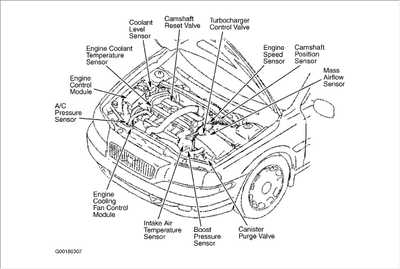 Coolant
Level
Sensor
Camshaft
Reset Valve
Turbocharger
Control Valve
Engine Coolant
Temperature
Sensor
Engine
Speed
Sensor
Camshaft
Position
Sensor
Mass
Airflow
Sensor
Engine
Control
Module
A/C
Pressure
Sensor
Engine
Cooling
Fan Control
Module
Intake Air
Temperature
Sensor
Boost
Pressure
Sensor
Canister
Purge Valve
G00180302